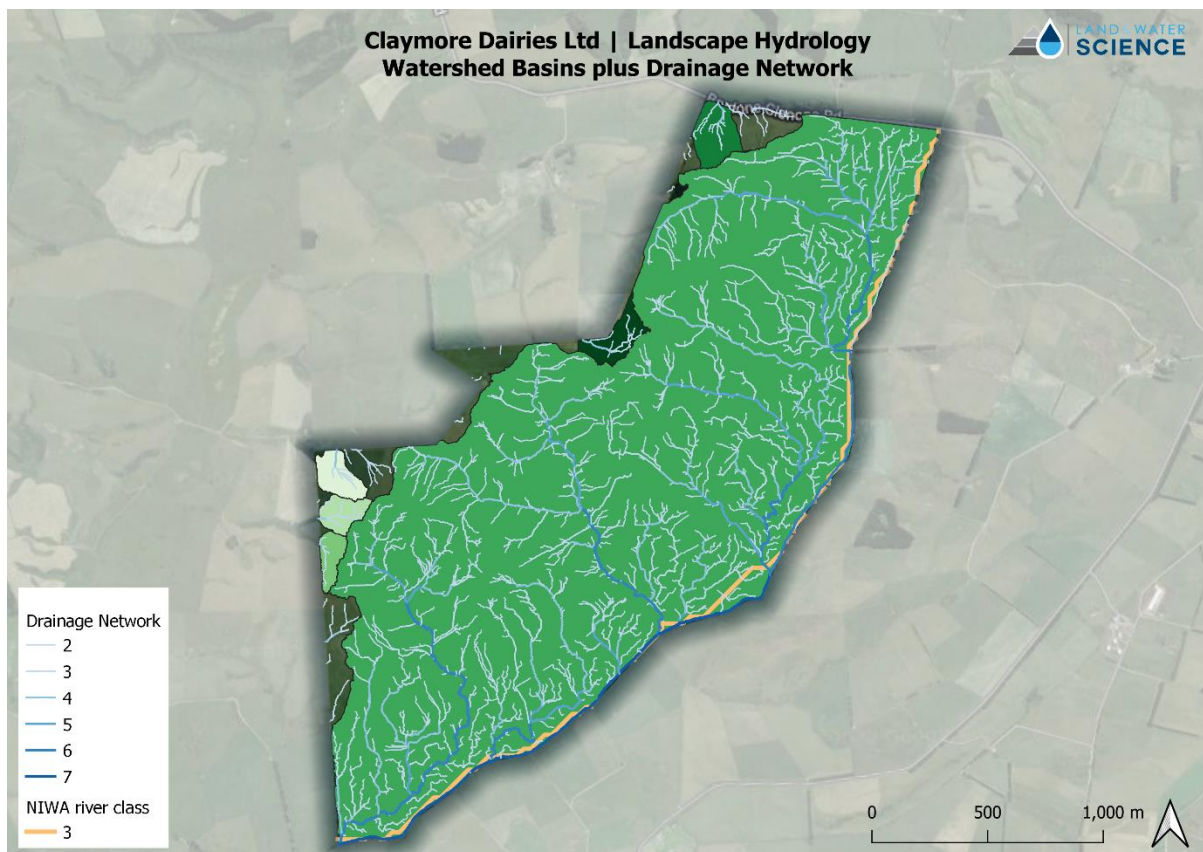 Claymore Dairies Ltd | Landscape Hydrology
Watershed Basins plus Drainage Network
LAND & WATER
SCIENCE
Rd
Drainage Network
2
3
4
5
6
7
NIWA river class
3
0
500
1,000 m